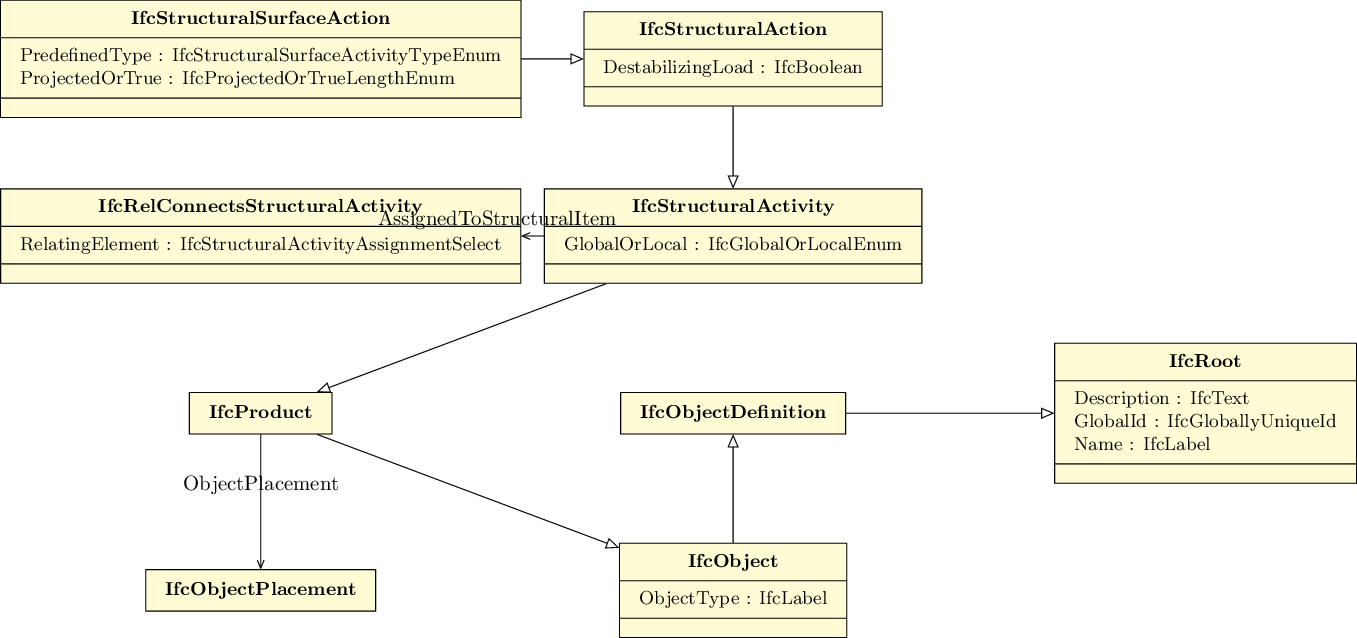 IfcStructuralSurfaceAction
PredefinedType : IfcStructuralSurfaceActivityTypeEnum
ProjectedOrTrue : IfcProjectedOrTrueLengthEnum
IfcStructuralAction
DestabilizingLoad : IfcBoolean
IfcRelConnectsStructuralActivity
RelatingElement : IfcStructuralActivityAssignmentSelect
AssignedToStructuralItem
IfcStructuralActivity
GlobalOrLocal : IfcGlobalOrLocalEnum
IfcProduct
IfcObjectDefinition
IfcRoot
Description : IfcText
GlobalId : IfcGloballyUniqueId
Name : IfcLabel
ObjectPlacement
IfcObjectPlacement
IfcObject
ObjectType : IfcLabel